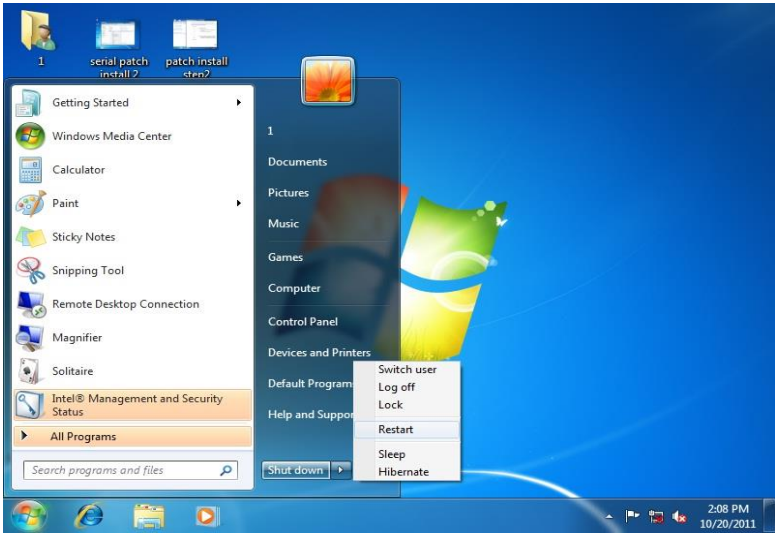 1
serial patch
install 2
patch install
step2
Getting Started
Windows Media Center
Calculator
Paint
Sticky Notes
Snipping Tool
Remote Desktop Connection
Magnifier
Solitaire
Intel® Management and Security
Status
All Programs
Search programs and files
1
Documents
Pictures
Music
Games
Computer
Control Panel
Devices and Printers
Default Program
Help and Suppor
Shut down
Switch user
Log off
Lock
Restart
Sleep
Hibernate
2:08 PM
10/20/2011